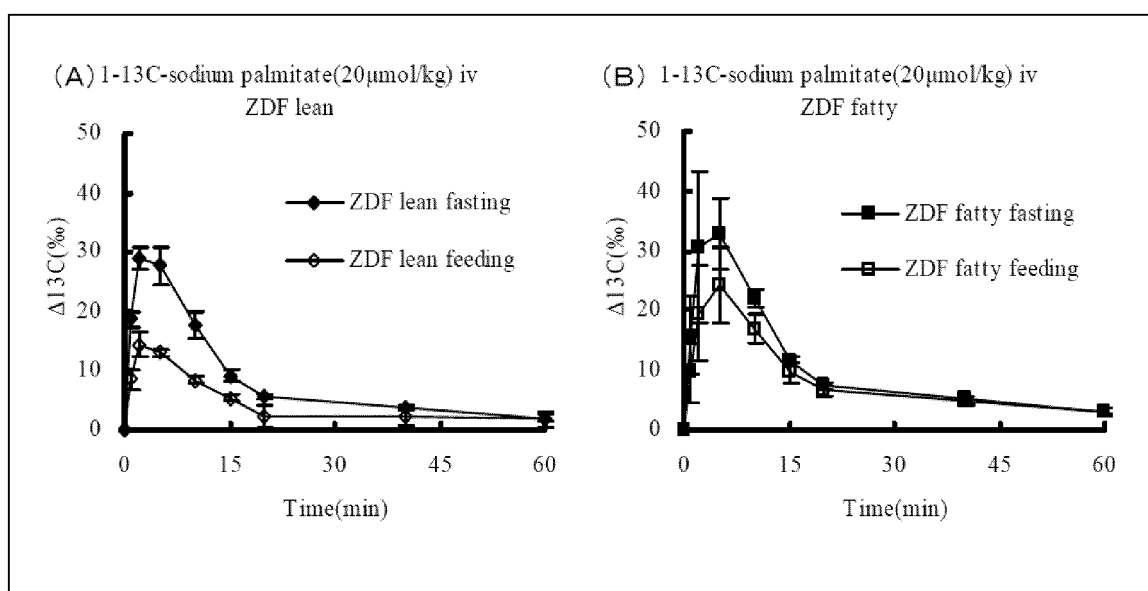 (A) 1-13C-sodium palmitate(20μmol/kg) iv
ZDF lean
50
40
30
20
10
0
Δ13C(‰)
ZDF lean fasting
ZDF lean feeding
0 15 30 45 60
Time(min)
(B) 1-13C-sodium palmitate(20μmol/kg) iv
ZDF fatty
50
40
30
20
10
0
Δ13C(‰)
ZDF fatty fasting
ZDF fatty feeding
0 15 30 45 60
Time(min)